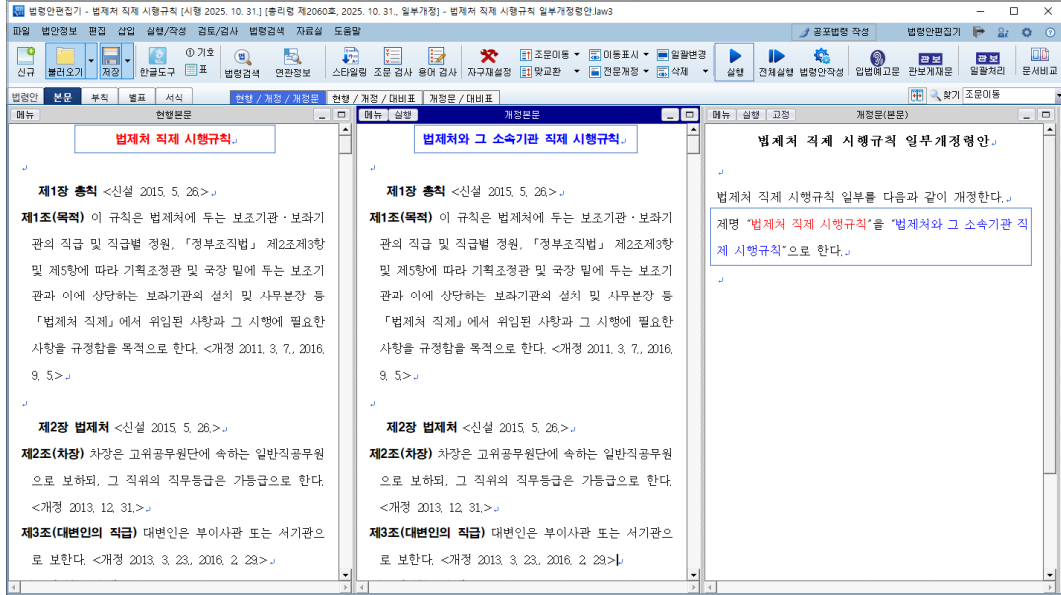 법령안편집기 - 법제처 직제 시행규칙 [시행 2025. 10. 31.] [총리령 제2060호, 2025. 10. 31., 일부개정] - 법제처 직제 시행규칙 일부개정령안.law3
파일 법안정보 편집 삽입 실행/작성 검토/검사 법령검색 자료실 도움말 공포법령 작성 법령안편집기
신규 불러오기 저장 한글도구 ① 기호 표 법령검색 연관정보 스타일링 조문 검사 용어 검사 자구재설정 조문이동 이동표시 일괄변경 맞교환 전문개정 삭제 실행 전체실행 법령안작성 입법예고문 관보 관보게재문 관보 일괄처리 문서비교
법령안 본문 부칙 별표 서식 현행 / 개정 / 개정문 현행 / 개정 / 대비표 개정문 / 대비표 찾기 조문이동
메뉴 현행본문
법제처 직제 시행규칙
제1장 총칙 <신설 2015. 5. 26.>
제1조(목적) 이 규칙은 법제처에 두는 보조기관ㆍ보좌기
관의 직급 및 직급별 정원, 「정부조직법」 제2조제3항
및 제5항에 따라 기획조정관 및 국장 밑에 두는 보조기
관과 이에 상당하는 보좌기관의 설치 및 사무분장 등
「법제처 직제」에서 위임된 사항과 그 시행에 필요한
사항을 규정함을 목적으로 한다. <개정 2011. 3. 7., 2016.
9. 5.>
제2장 법제처 <신설 2015. 5. 26.>
제2조(차장) 차장은 고위공무원단에 속하는 일반직공무원
으로 보하되, 그 직위의 직무등급은 가등급으로 한다.
<개정 2013. 12. 31.>
제3조(대변인의 직급) 대변인은 부이사관 또는 서기관으
로 보한다. <개정 2013. 3. 23., 2016. 2. 29.>
메뉴 실행 개정본문
법제처와 그 소속기관 직제 시행규칙
제1장 총칙 <신설 2015. 5. 26.>
제1조(목적) 이 규칙은 법제처에 두는 보조기관ㆍ보좌기
관의 직급 및 직급별 정원, 「정부조직법」 제2조제3항
및 제5항에 따라 기획조정관 및 국장 밑에 두는 보조기
관과 이에 상당하는 보좌기관의 설치 및 사무분장 등
「법제처 직제」에서 위임된 사항과 그 시행에 필요한
사항을 규정함을 목적으로 한다. <개정 2011. 3. 7., 2016.
9. 5.>
제2장 법제처 <신설 2015. 5. 26.>
제2조(차장) 차장은 고위공무원단에 속하는 일반직공무원
으로 보하되, 그 직위의 직무등급은 가등급으로 한다.
<개정 2013. 12. 31.>
제3조(대변인의 직급) 대변인은 부이사관 또는 서기관으
로 보한다. <개정 2013. 3. 23., 2016. 2. 29.>
메뉴 실행 고정 개정문(본문)
법제처 직제 시행규칙 일부개정령안
법제처 직제 시행규칙 일부를 다음과 같이 개정한다.
제명 “법제처 직제 시행규칙”을 “법제처와 그 소속기관 직
제 시행규칙”으로 한다.